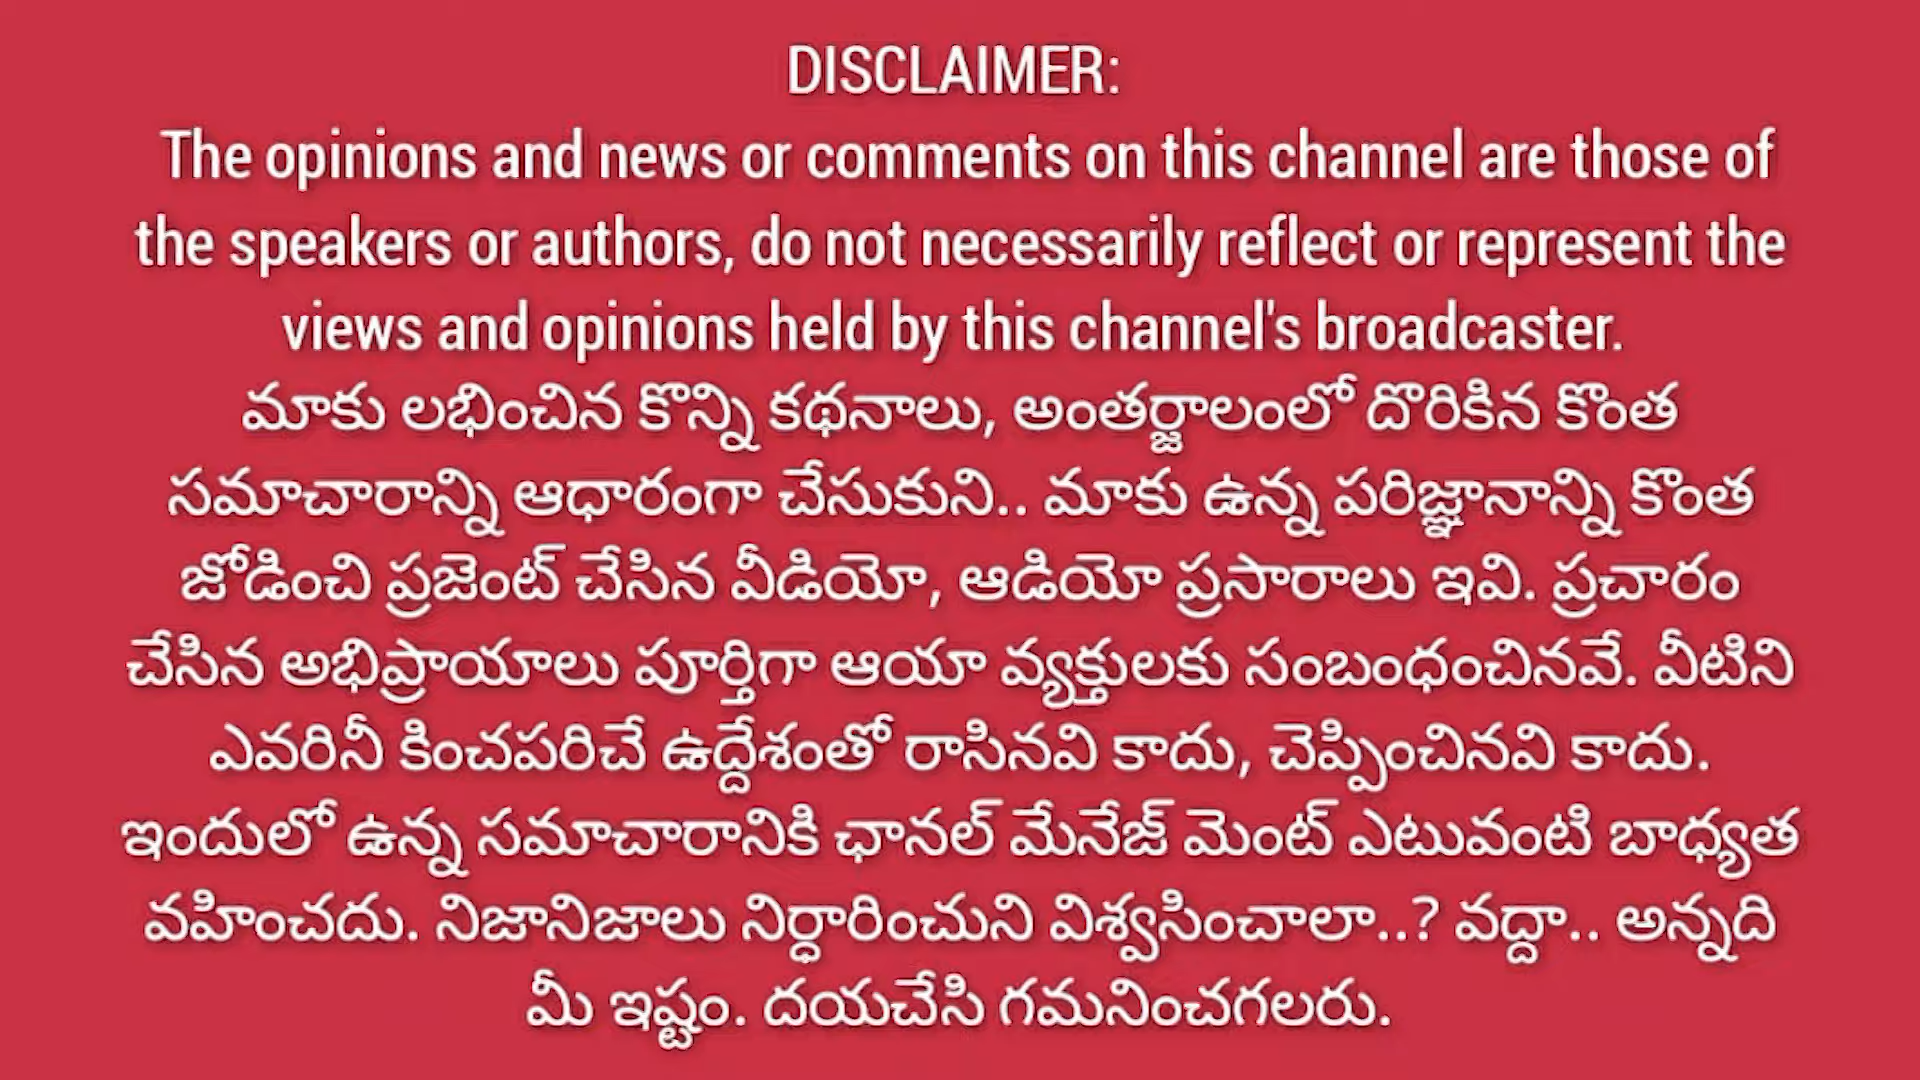 DISCLAIMER:
The opinions and news or comments on this channel are those of
the speakers or authors, do not necessarily reflect or represent the
views and opinions held by this channel's broadcaster.
మాకు లభించిన కొన్ని కథనాలు, అంతర్జాలంలో దొరికిన కొంత
సమాచారాన్ని ఆధారంగా చేసుకుని.. మాకు ఉన్న పరిజ్ఞానాన్ని కొంత
జోడించి ప్రజెంట్ చేసిన వీడియో, ఆడియో ప్రసారాలు ఇవి. ప్రచారం
చేసిన అభిప్రాయాలు పూర్తిగా ఆయా వ్యక్తులకు సంబంధంచినవే. వీటిని
ఎవరినీ కించపరిచే ఉద్దేశంతో రాసినవి కాదు, చెప్పించినవి కాదు.
ఇందులో ఉన్న సమాచారానికి ఛానల్ మేనేజ్ మెంట్ ఎటువంటి బాధ్యత
వహించదు. నిజానిజాలు నిర్ధారించుని విశ్వసించాలా..? వద్దా.. అన్నది
మీ ఇష్టం. దయచేసి గమనించగలరు.